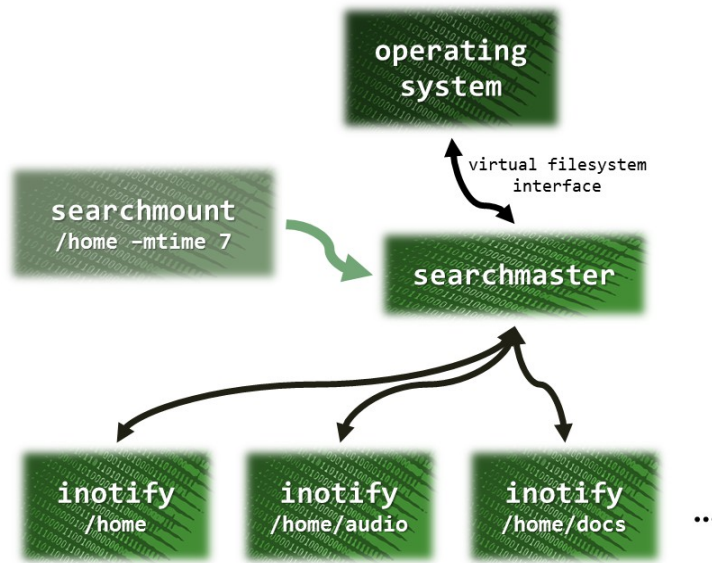 operating
system
virtual filesystem
interface
searchmount
/home –mtime 7
searchmaster
inotify
/home
inotify
/home/audio
inotify
/home/docs
...